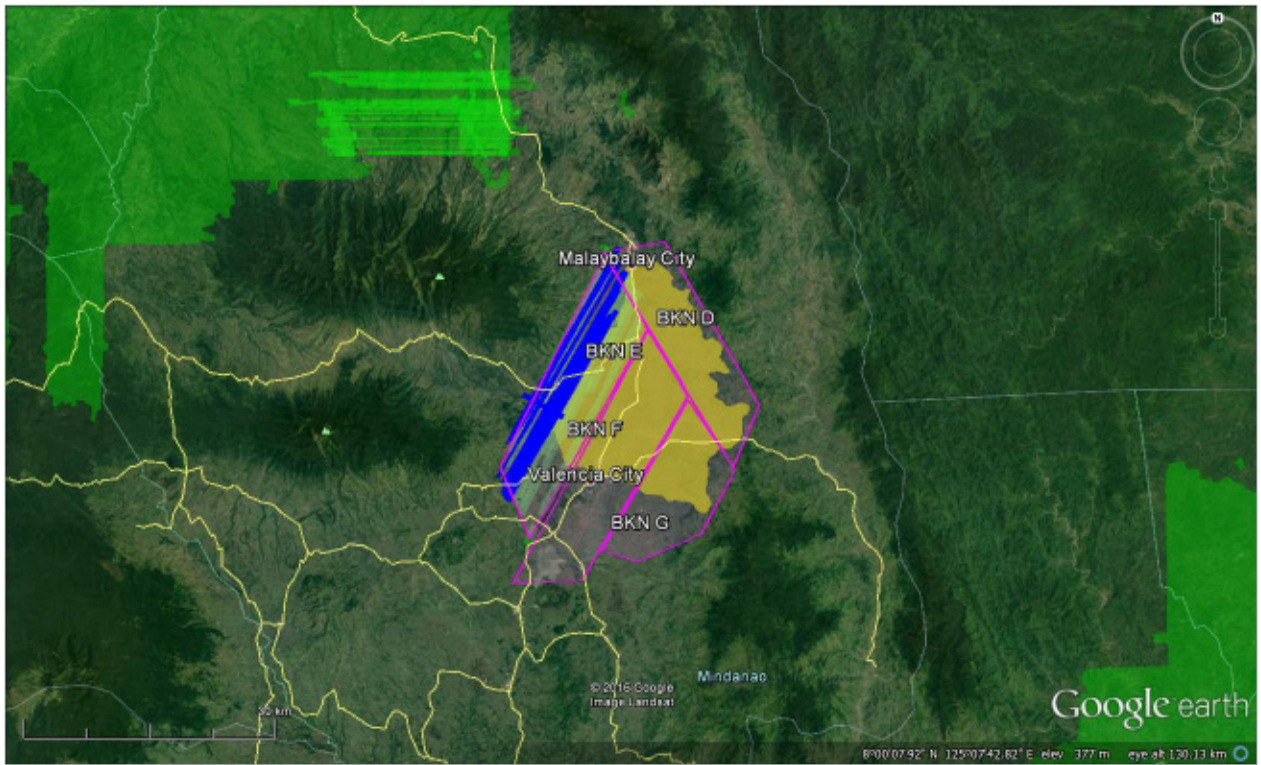 N
Malaybalay City
BKN D
BKN E
BKN F
Valencia City
BKN G
Mindanao
© 2016 Google
Image Landsat
30 km
Google earth
8°00'07.92" N 125°07'42.82" E elev 377 m eye alt 130.13 km